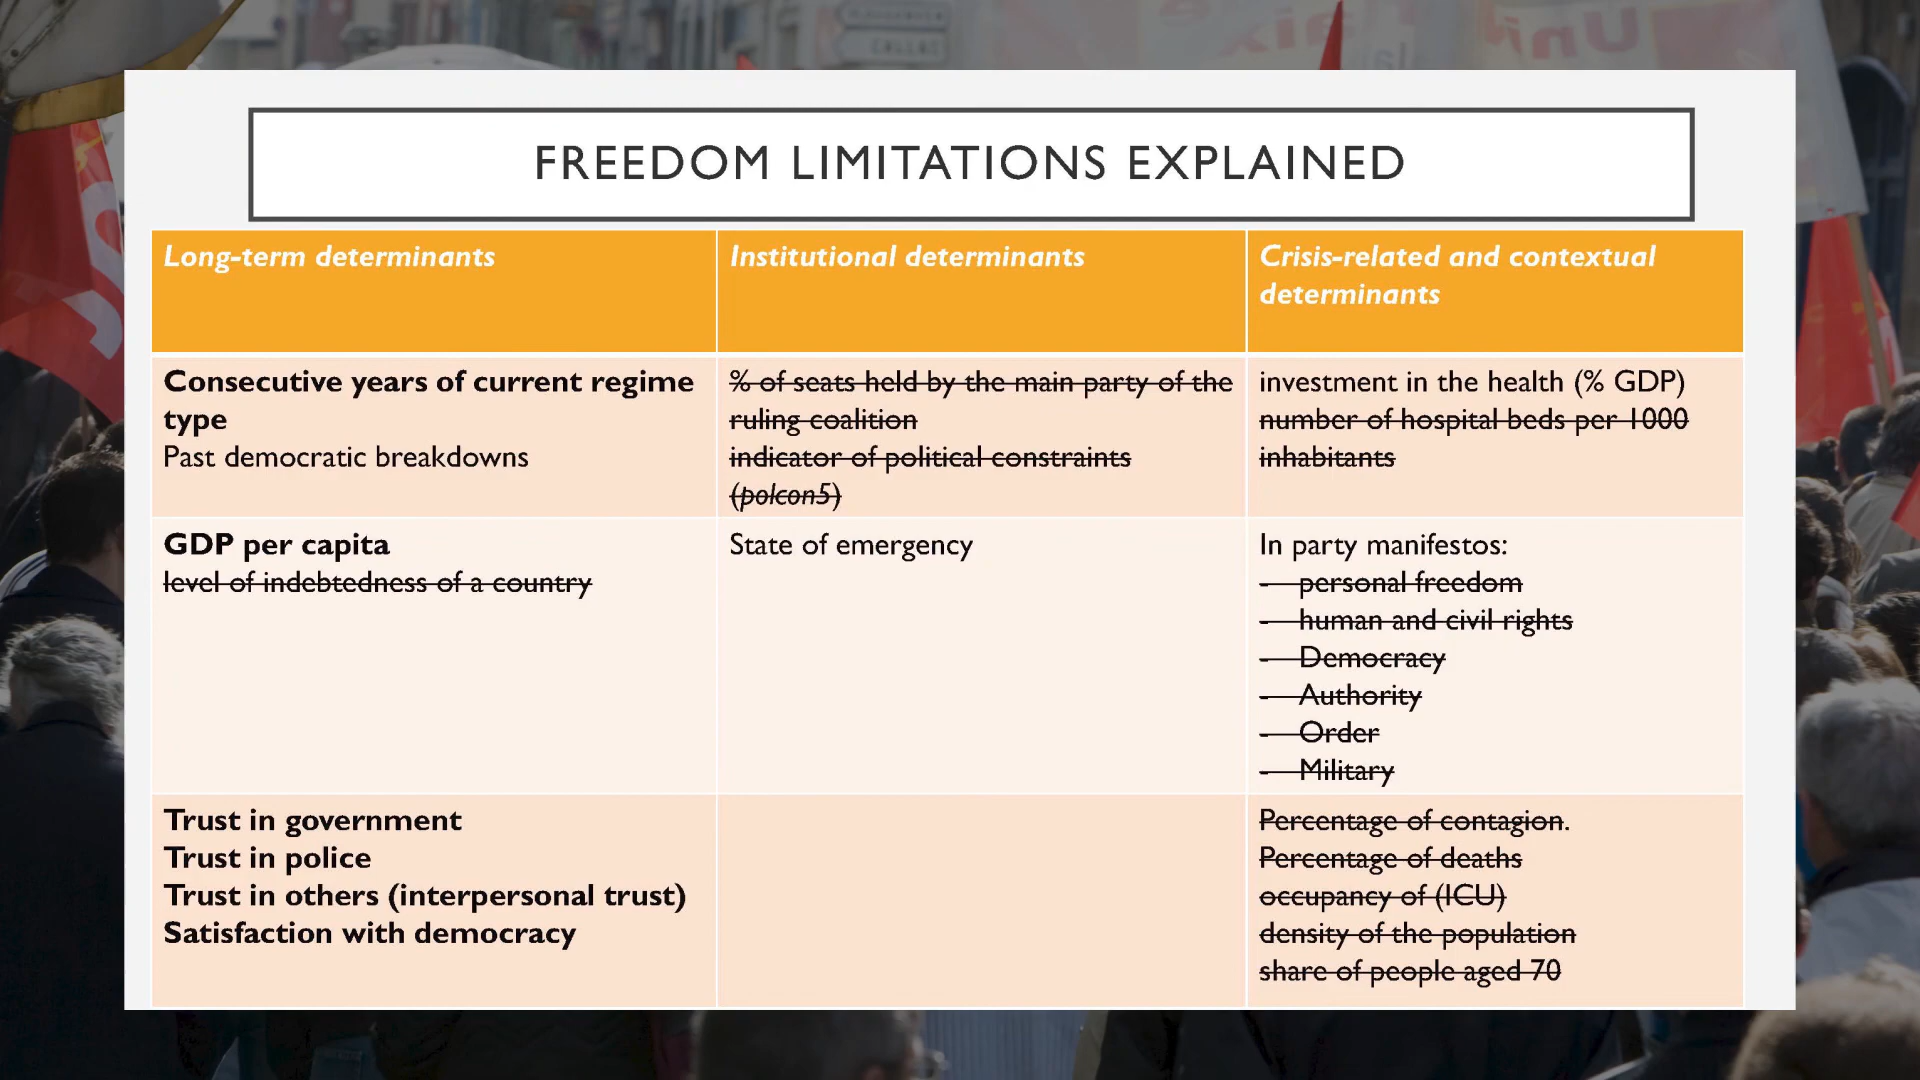 FREEDOM LIMITATIONS EXPLAINED
Long-term determinants
Institutional determinants
Crisis-related and contextual
determinants
Consecutive years of current regime
type
Past democratic breakdowns
% of seats held by the main party of the
ruling coalition
indicator of political constraints
(polcon5)
investment in the health (% GDP)
number of hospital beds per 1000
inhabitants
GDP per capita
level of indebtedness of a country
State of emergency
In party manifestos:
- personal freedom
- human and civil rights
- Democracy
- Authority
- Order
- Military
Trust in government
Trust in police
Trust in others (interpersonal trust)
Satisfaction with democracy
Percentage of contagion.
Percentage of deaths
occupancy of (ICU)
density of the population
share of people aged 70
CALLAC